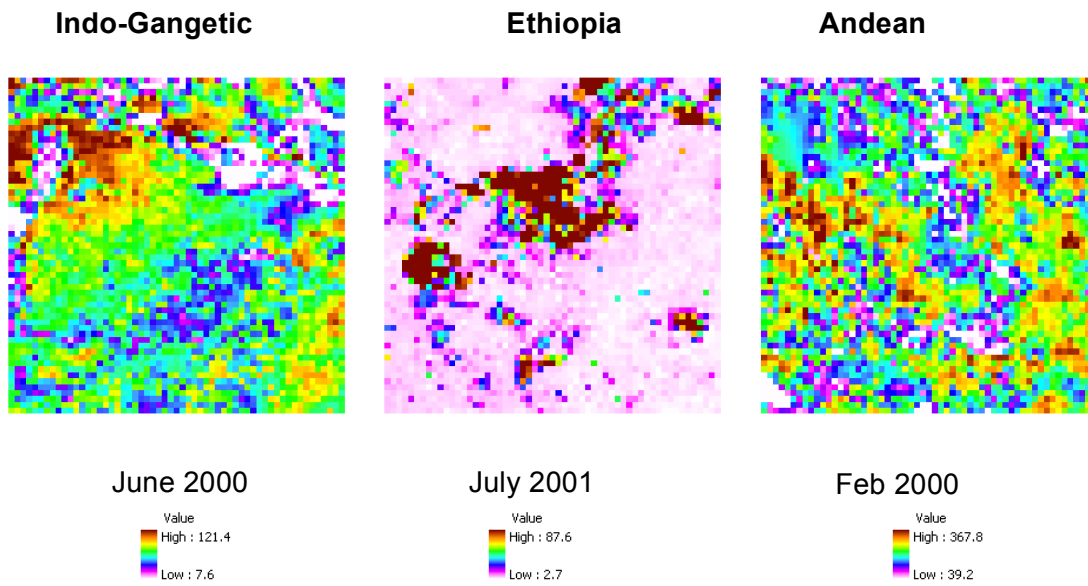 Indo-Gangetic
Ethiopia
Andean
June 2000
July 2001
Feb 2000
Value
High : 121.4
Low : 7.6
Value
High : 87.6
Low : 2.7
Value
High : 367.8
Low : 39.2